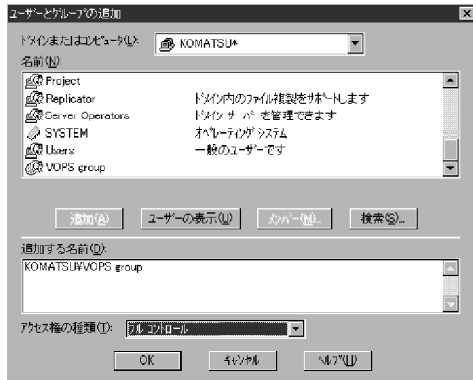 ユーザーとグループの追加
ドメインまたはコンピュータ(L):
KOMATSU*
名前(N):
Project
Replicator ドメイン内のファイル複製をサポートします
Server Operators ドメイン サーバーを管理できます
SYSTEM オペレーティング システム
Users 一般のユーザーです
VOPS group
追加(A) ユーザーの表示(U) メンバー(M)... 検索(S)...
追加する名前(D):
KOMATSU¥VOPS group
アクセス権の種類(T): フル コントロール
OK キャンセル ヘルプ(H)